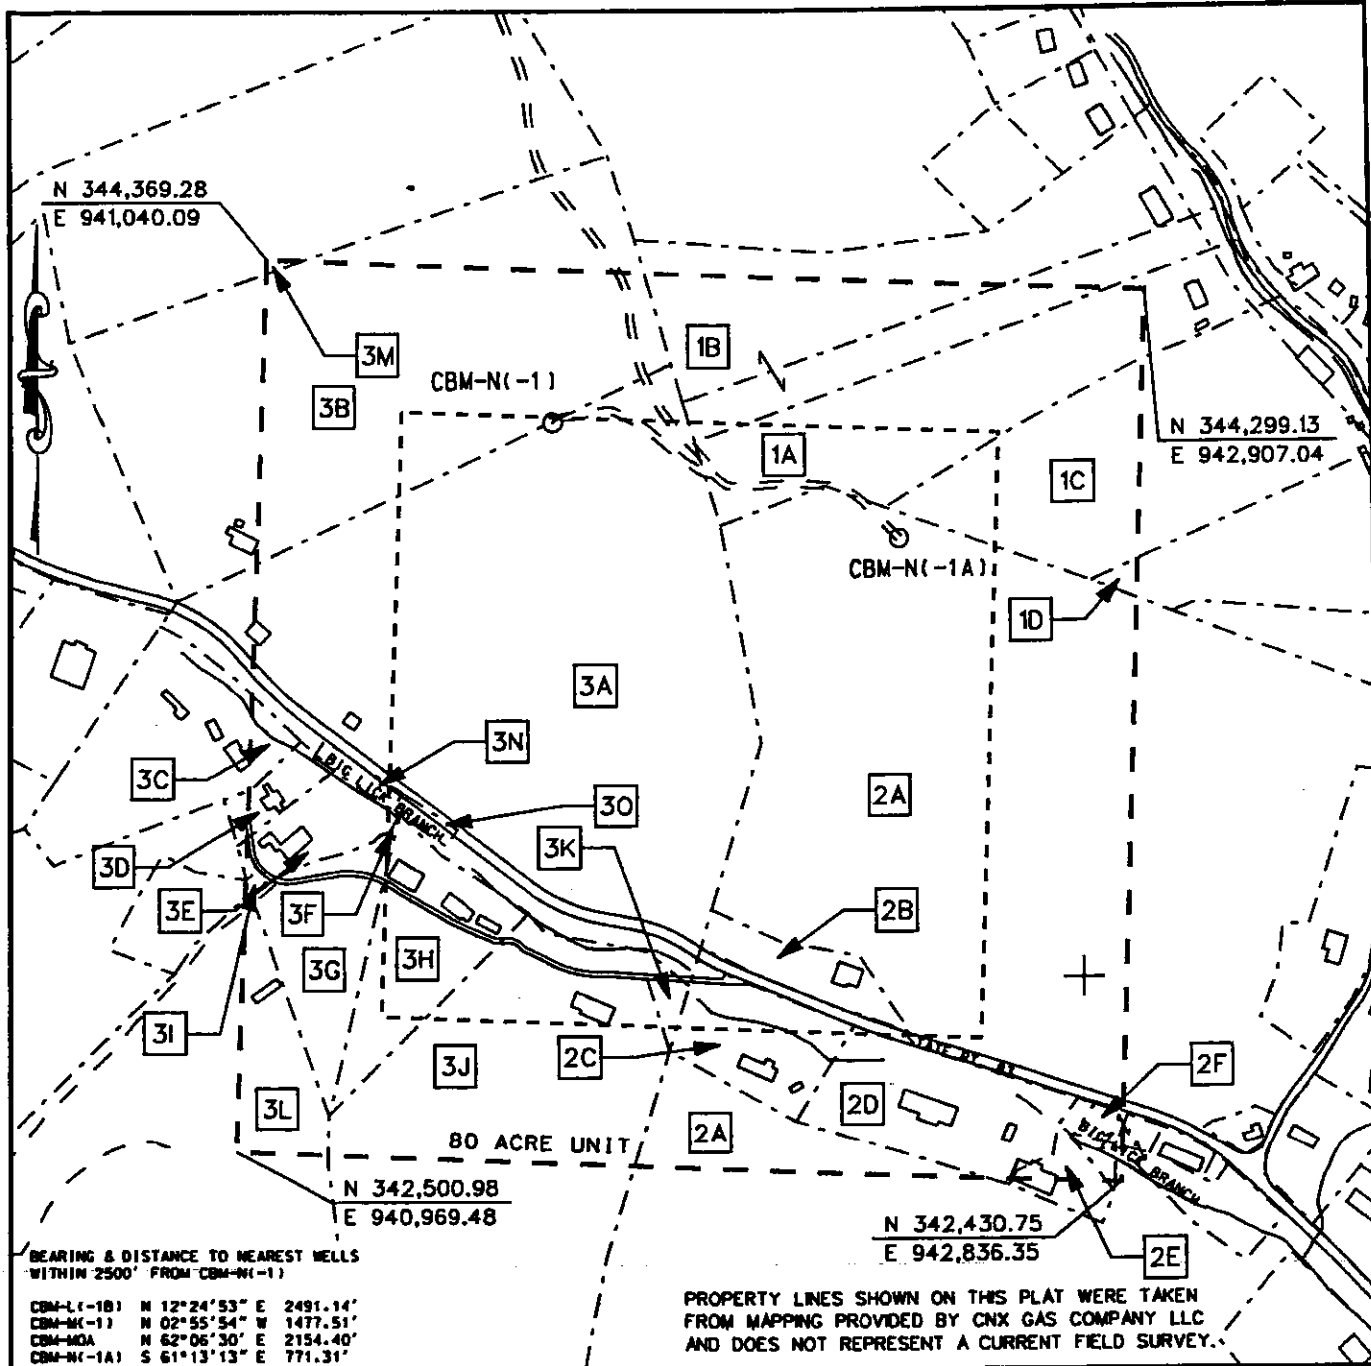 N 344,369.28
E 941,040.09
3M
1B
CBM-N(-1)
3B
N 344,299.13
E 942,907.04
1A
1C
CBM-N(-1A)
1D
3A
3N
3C
BIG LICK BRANCH
3O
2A
3K
3D
3E
3F
2B
3G
3H
3I
2C
3J
STATE RT.
2F
3L
2D
2A
80 ACRE UNIT
BIG LICK BRANCH
N 342,500.98
E 940,969.48
N 342,430.75
E 942,836.35
2E
BEARING & DISTANCE TO NEAREST WELLS
WITHIN 2500' FROM CBM-N(-1)
CBM-L(-1B) N 12°24'53" E 2491.14'
CBM-M(-1) N 02°55'54" W 1477.51'
CBM-MOA N 62°06'30" E 2154.40'
CBM-N(-1A) S 61°13'13" E 771.31'
PROPERTY LINES SHOWN ON THIS PLAT WERE TAKEN
FROM MAPPING PROVIDED BY CNX GAS COMPANY LLC
AND DOES NOT REPRESENT A CURRENT FIELD SURVEY.